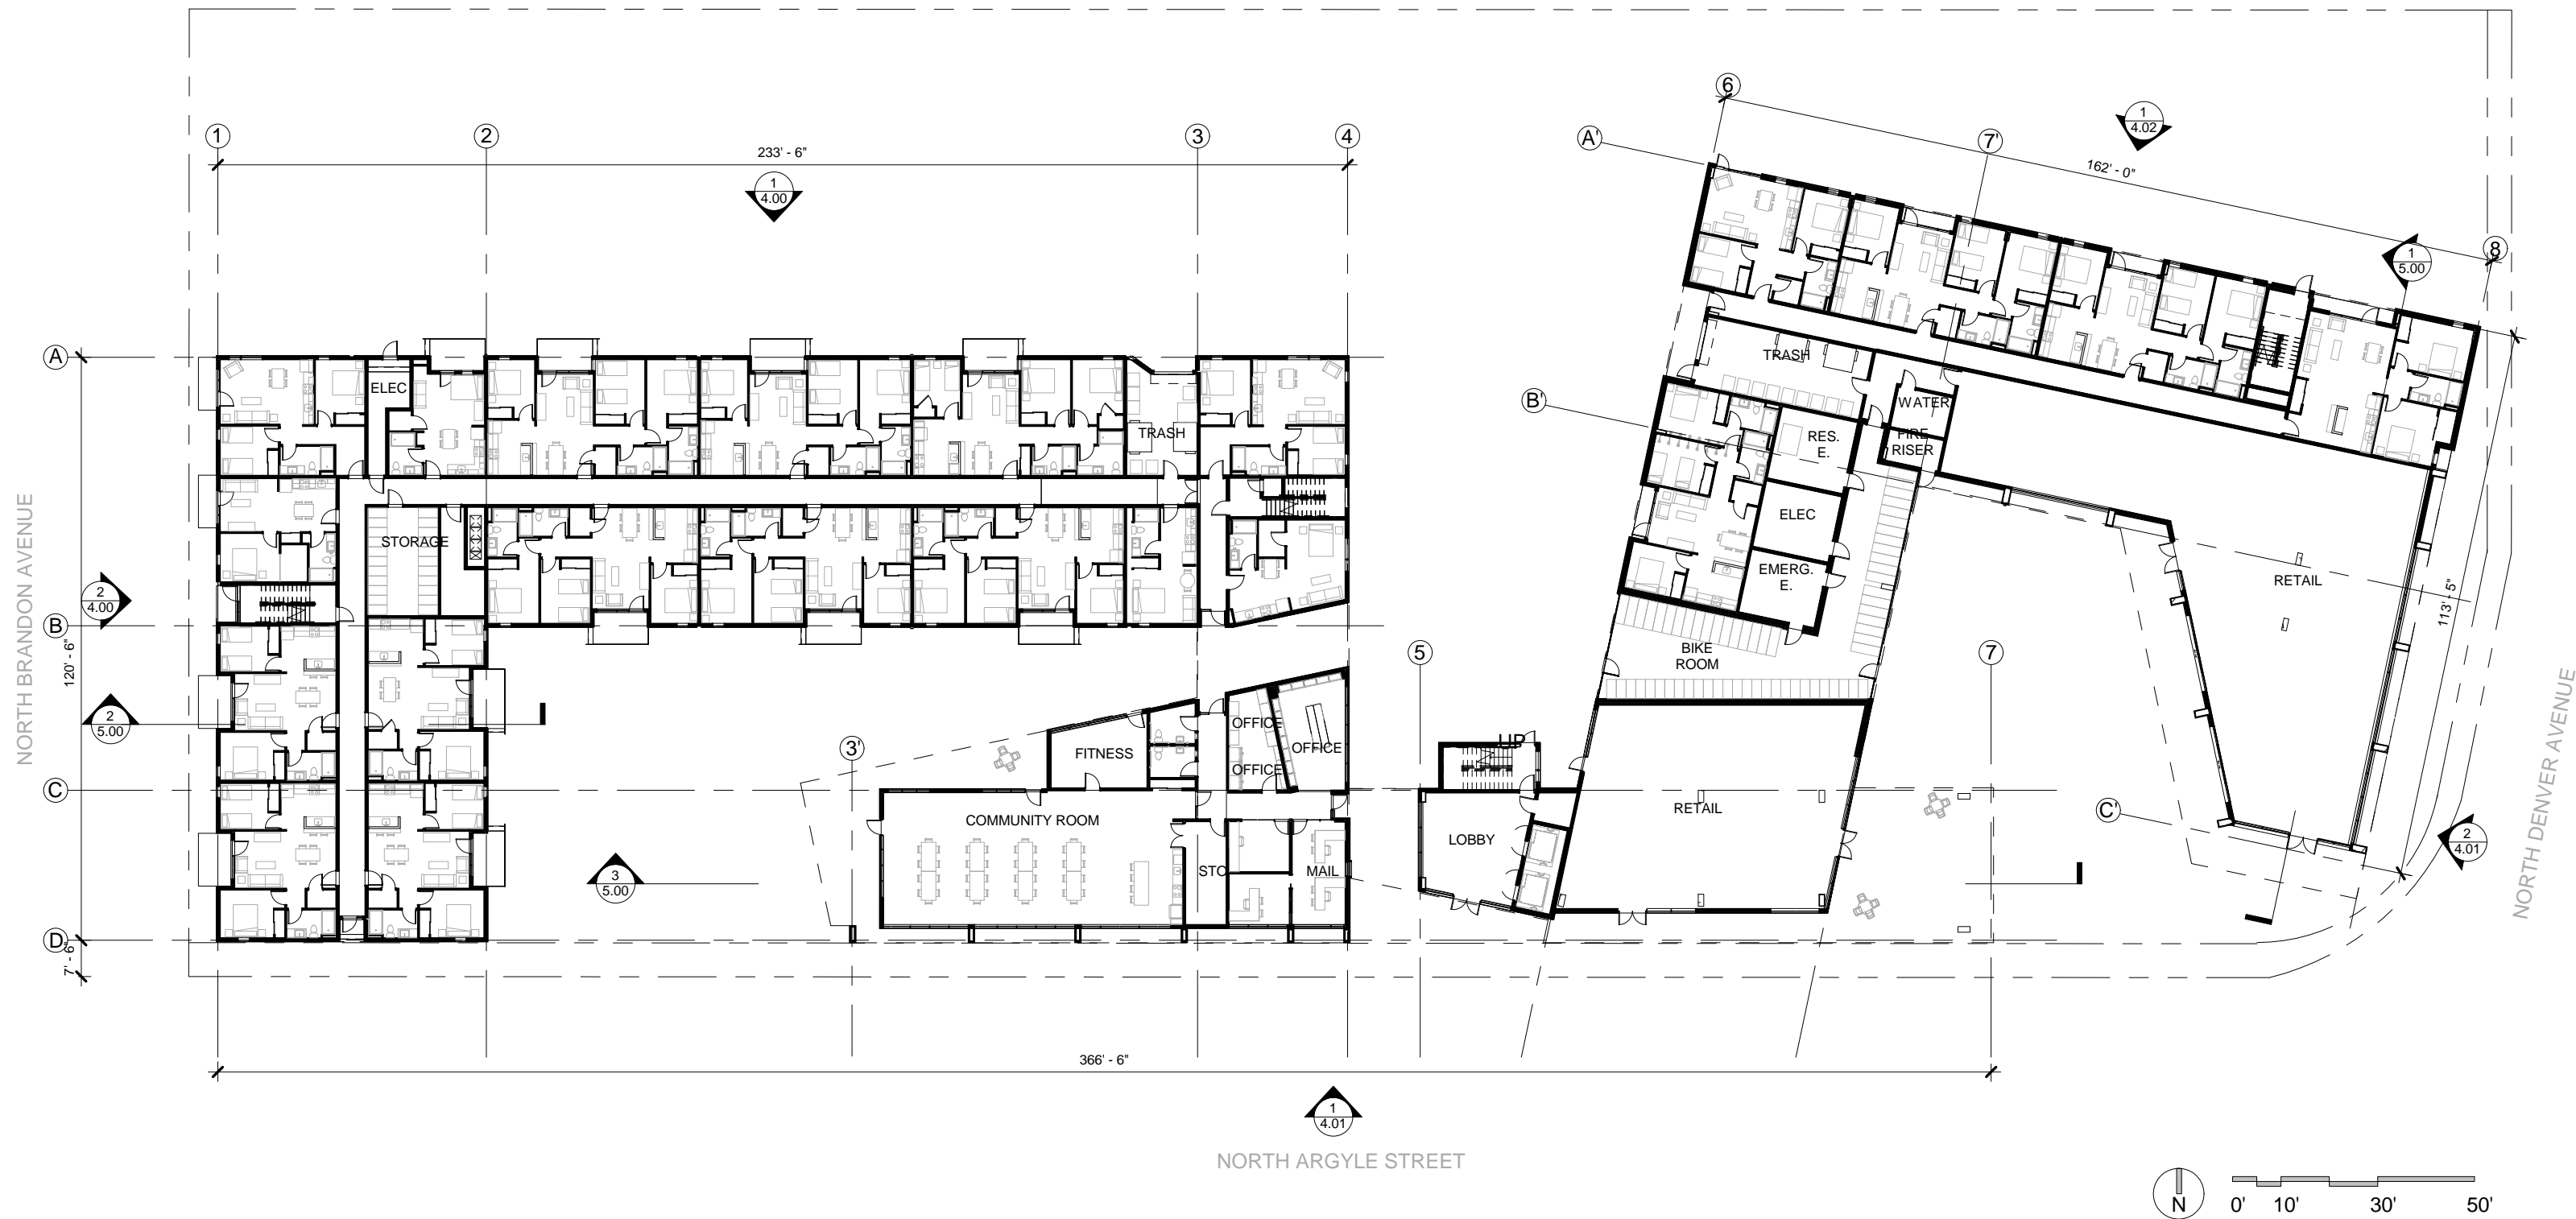 6
1
4.02
A'
7'
1
2
3
4
233' - 6"
162' - 0"
1
4.00
8
1
5.00
A
ELEC
TRASH
B'
TRASH
WATER
RES.
E.
FIRE
RISER
STORAGE
ELEC
NORTH BRANDON AVENUE
2
4.00
EMERG.
E.
RETAIL
113' - 5"
B
120' - 6"
BIKE
ROOM
5
7
2
5.00
OFFICE
OFFICE
OFFICE
FITNESS
3'
UP
NORTH DENVER AVENUE
C
COMMUNITY ROOM
RETAIL
LOBBY
C'
2
4.01
3
5.00
STO
MAIL
D
7' - 6"
366' - 6"
1
4.01
NORTH ARGYLE STREET
N
0' 10' 30' 50'